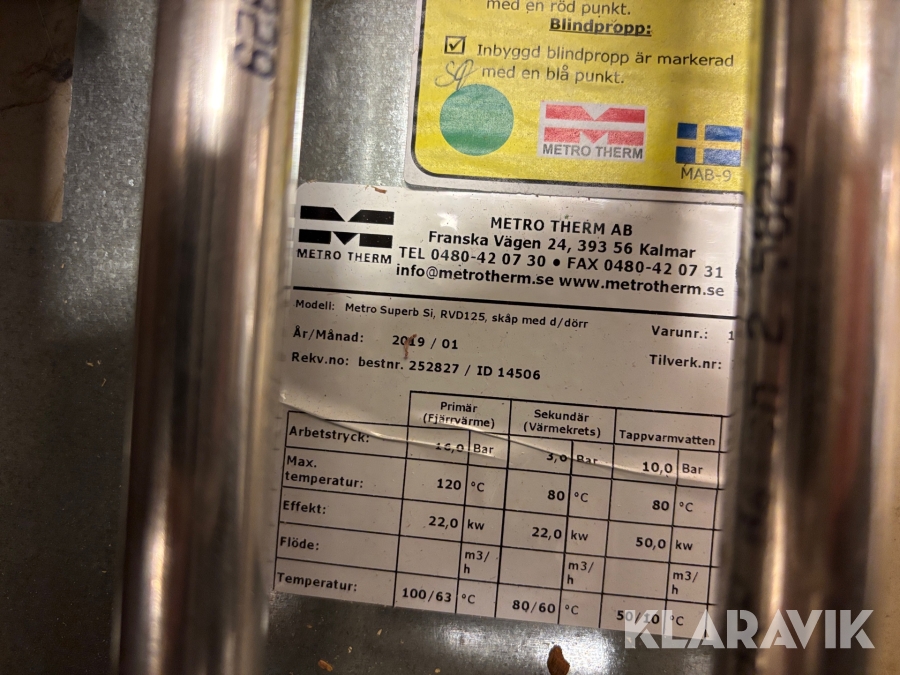 med en röd punkt.
Blindpropp:
Inbyggd blindpropp är markerad
med en blå punkt.
METRO THERM
MAB-9
METRO THERM
METRO THERM AB
Franska Vägen 24, 393 56 Kalmar
TEL 0480-42 07 30 • FAX 0480-42 07 31
info@metrotherm.se www.metrotherm.se
Modell: Metro Superb Si, RVD125, skåp med d/dörr
Varunr.: 1
År/Månad: 2019 / 01
Tilverk.nr:
Rekv.no: bestnr. 252827 / ID 14506
Primär (Fjärrvärme) Sekundär (Värmekrets) Tappvarmvatten
Arbetstryck: 16,0 Bar 3,0 Bar 10,0 Bar
Max. temperatur: 120 °C 80 °C 80 °C
Effekt: 22,0 kw 22,0 kw 50,0 kw
Flöde: m3/h m3/h m3/h
Temperatur: 100/63 °C 80/60 °C 50/10 °C
KLARAVIK